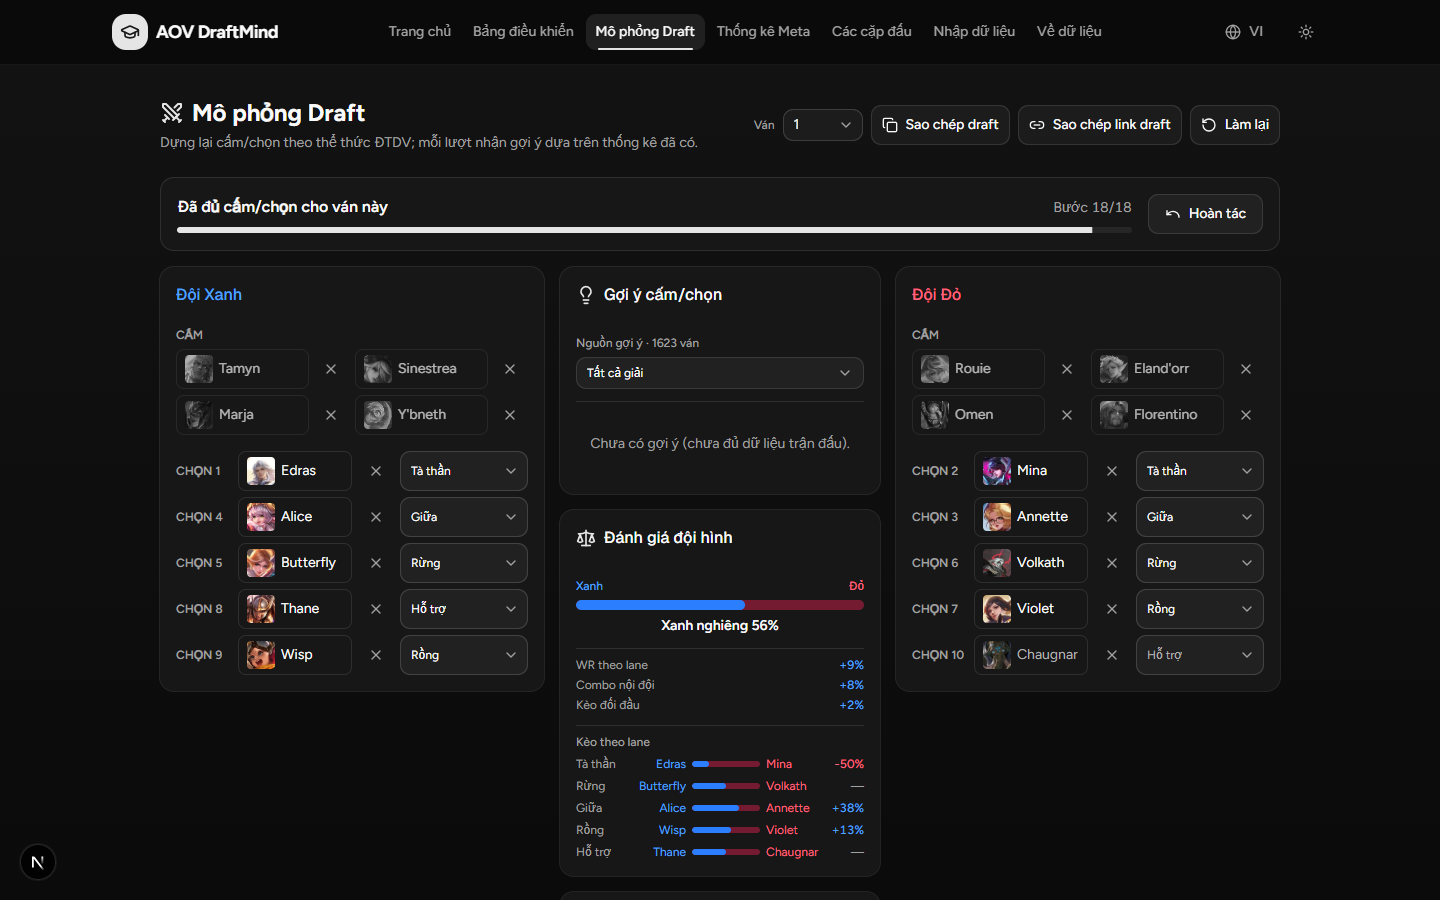 AOV DraftMind
Trang chủ
Bảng điều khiển
Mô phỏng Draft
Thống kê Meta
Các cặp đấu
Nhập dữ liệu
Về dữ liệu
VI
Mô phỏng Draft
Dựng lại cấm/chọn theo thể thức ĐTDV; mỗi lượt nhận gợi ý dựa trên thống kê đã có.
Ván
1
Sao chép draft
Sao chép link draft
Làm lại
Đã đủ cấm/chọn cho ván này
Bước 18/18
Hoàn tác
Đội Xanh
CẤM
Tamyn
Sinestrea
Marja
Y'bneth
CHỌN 1 Edras Tà thần
CHỌN 4 Alice Giữa
CHỌN 5 Butterfly Rừng
CHỌN 8 Thane Hỗ trợ
CHỌN 9 Wisp Rồng
Gợi ý cấm/chọn
Nguồn gợi ý · 1623 ván
Tất cả giải
Chưa có gợi ý (chưa đủ dữ liệu trận đấu).
Đánh giá đội hình
Xanh Đỏ
Xanh nghiêng 56%
WR theo lane +9%
Combo nội đội +8%
Kèo đối đầu +2%
Kèo theo lane
Tà thần Edras Mina -50%
Rừng Butterfly Volkath —
Giữa Alice Annette +38%
Rồng Wisp Violet +13%
Hỗ trợ Thane Chaugnar —
Đội Đỏ
CẤM
Rouie
Eland'orr
Omen
Florentino
CHỌN 2 Mina Tà thần
CHỌN 3 Annette Giữa
CHỌN 6 Volkath Rừng
CHỌN 7 Violet Rồng
CHỌN 10 Chaugnar Hỗ trợ
N